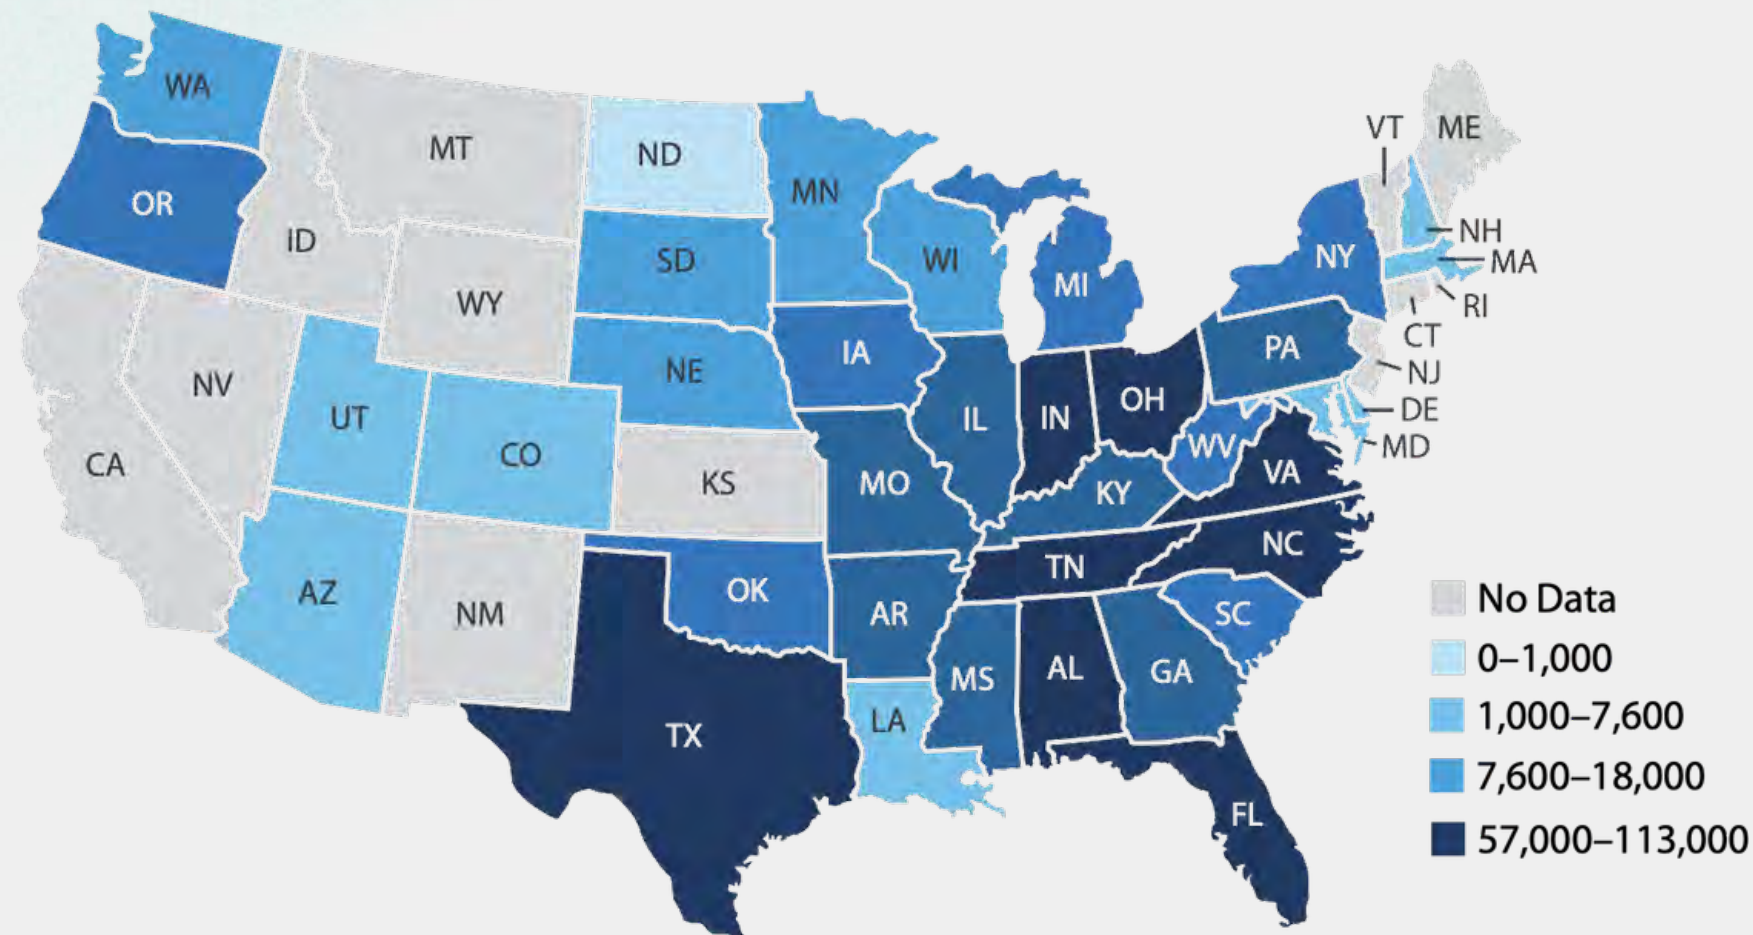 WA
MT
ND
MN
VT
ME
OR
ID
SD
WI
MI
NY
NH
MA
RI
CT
WY
NE
IA
PA
NJ
DE
MD
NV
UT
CO
KS
MO
IL
IN
OH
WV
VA
KY
CA
AZ
NM
OK
AR
TN
NC
SC
TX
LA
MS
AL
GA
FL
No Data
0–1,000
1,000–7,600
7,600–18,000
57,000–113,000